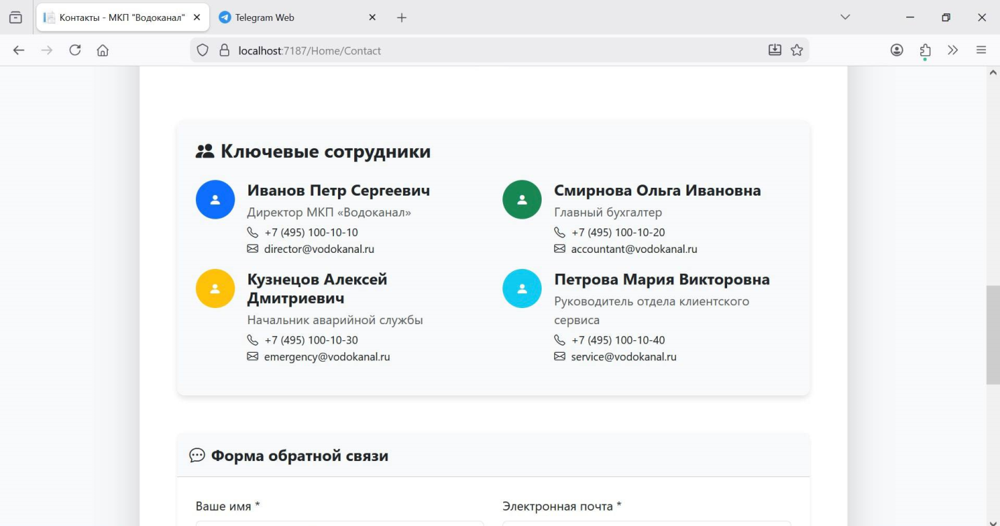 Контакты - МКП "Водоканал"
Telegram Web
localhost:7187/Home/Contact
Ключевые сотрудники
Иванов Петр Сергеевич
Директор МКП «Водоканал»
+7 (495) 100-10-10
director@vodokanal.ru
Смирнова Ольга Ивановна
Главный бухгалтер
+7 (495) 100-10-20
accountant@vodokanal.ru
Кузнецов Алексей
Дмитриевич
Начальник аварийной службы
+7 (495) 100-10-30
emergency@vodokanal.ru
Петрова Мария Викторовна
Руководитель отдела клиентского
сервиса
+7 (495) 100-10-40
service@vodokanal.ru
Форма обратной связи
Ваше имя *
Электронная почта *